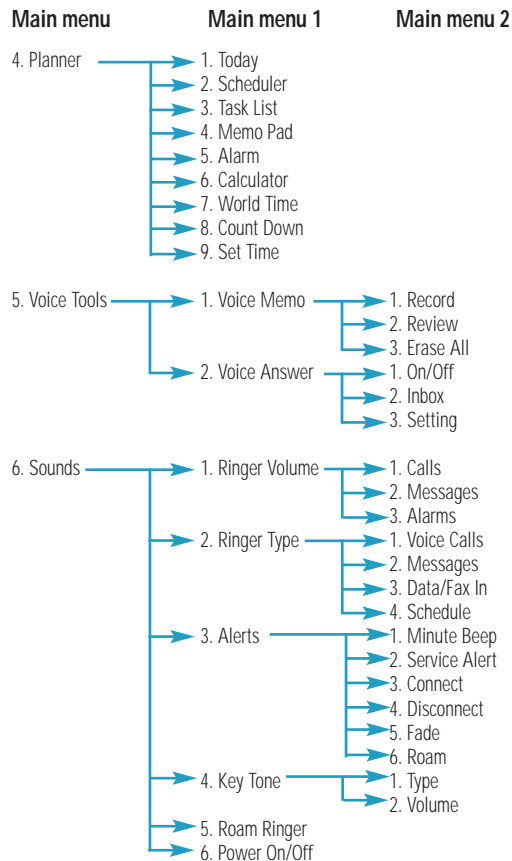 Main menu Main menu 1 Main menu 2
4. Planner 1. Today
2. Scheduler
3. Task List
4. Memo Pad
5. Alarm
6. Calculator
7. World Time
8. Count Down
9. Set Time
5. Voice Tools 1. Voice Memo 1. Record
2. Review
3. Erase All
2. Voice Answer 1. On/Off
2. Inbox
3. Setting
6. Sounds 1. Ringer Volume 1. Calls
2. Messages
3. Alarms
2. Ringer Type 1. Voice Calls
2. Messages
3. Data/Fax In
4. Schedule
3. Alerts 1. Minute Beep
2. Service Alert
3. Connect
4. Disconnect
5. Fade
6. Roam
4. Key Tone 1. Type
2. Volume
5. Roam Ringer
6. Power On/Off